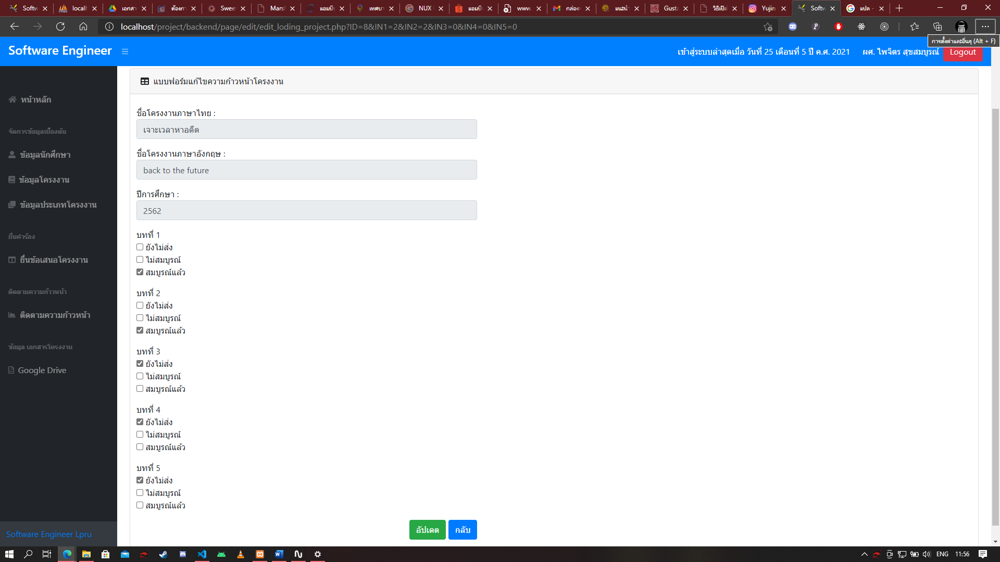 Softw
localh
เอกสา
ต้องกา
Swee
Marsh
แอมป์
เทศบา
NUX
แอมป์
www.
กล่องจ
แนะนำ
Gusta
วิธีเปิด
Yujin
Softw
แปล -
localhost/project/backend/page/edit/edit_loding_project.php?ID=8&IN1=2&IN2=2&IN3=0&IN4=0&IN5=0
การตั้งค่าและอื่นๆ (Alt + F)
Software Engineer
เข้าสู่ระบบล่าสุดเมื่อ วันที่ 25 เดือนที่ 5 ปี ค.ศ. 2021 ผศ. ไพจิตร สุขสมบูรณ์ Logout
แบบฟอร์มแก้ไขความก้าวหน้าโครงงาน
หน้าหลัก
จัดการข้อมูลเบื้องต้น
ข้อมูลนักศึกษา
ข้อมูลโครงงาน
ข้อมูลประเภทโครงงาน
ยื่นคำร้อง
ยื่นข้อเสนอโครงงาน
ติดตามความก้าวหน้า
ติดตามความก้าวหน้า
ข้อมูล เอกสารโครงงาน
Google Drive
Software Engineer Lpru
ชื่อโครงงานภาษาไทย :
เจาะเวลาหาอดีต
ชื่อโครงงานภาษาอังกฤษ :
back to the future
ปีการศึกษา :
2562
บทที่ 1
ยังไม่ส่ง
ไม่สมบูรณ์
สมบูรณ์แล้ว
บทที่ 2
ยังไม่ส่ง
ไม่สมบูรณ์
สมบูรณ์แล้ว
บทที่ 3
ยังไม่ส่ง
ไม่สมบูรณ์
สมบูรณ์แล้ว
บทที่ 4
ยังไม่ส่ง
ไม่สมบูรณ์
สมบูรณ์แล้ว
บทที่ 5
ยังไม่ส่ง
ไม่สมบูรณ์
สมบูรณ์แล้ว
อัปเดต กลับ
ENG 11:56